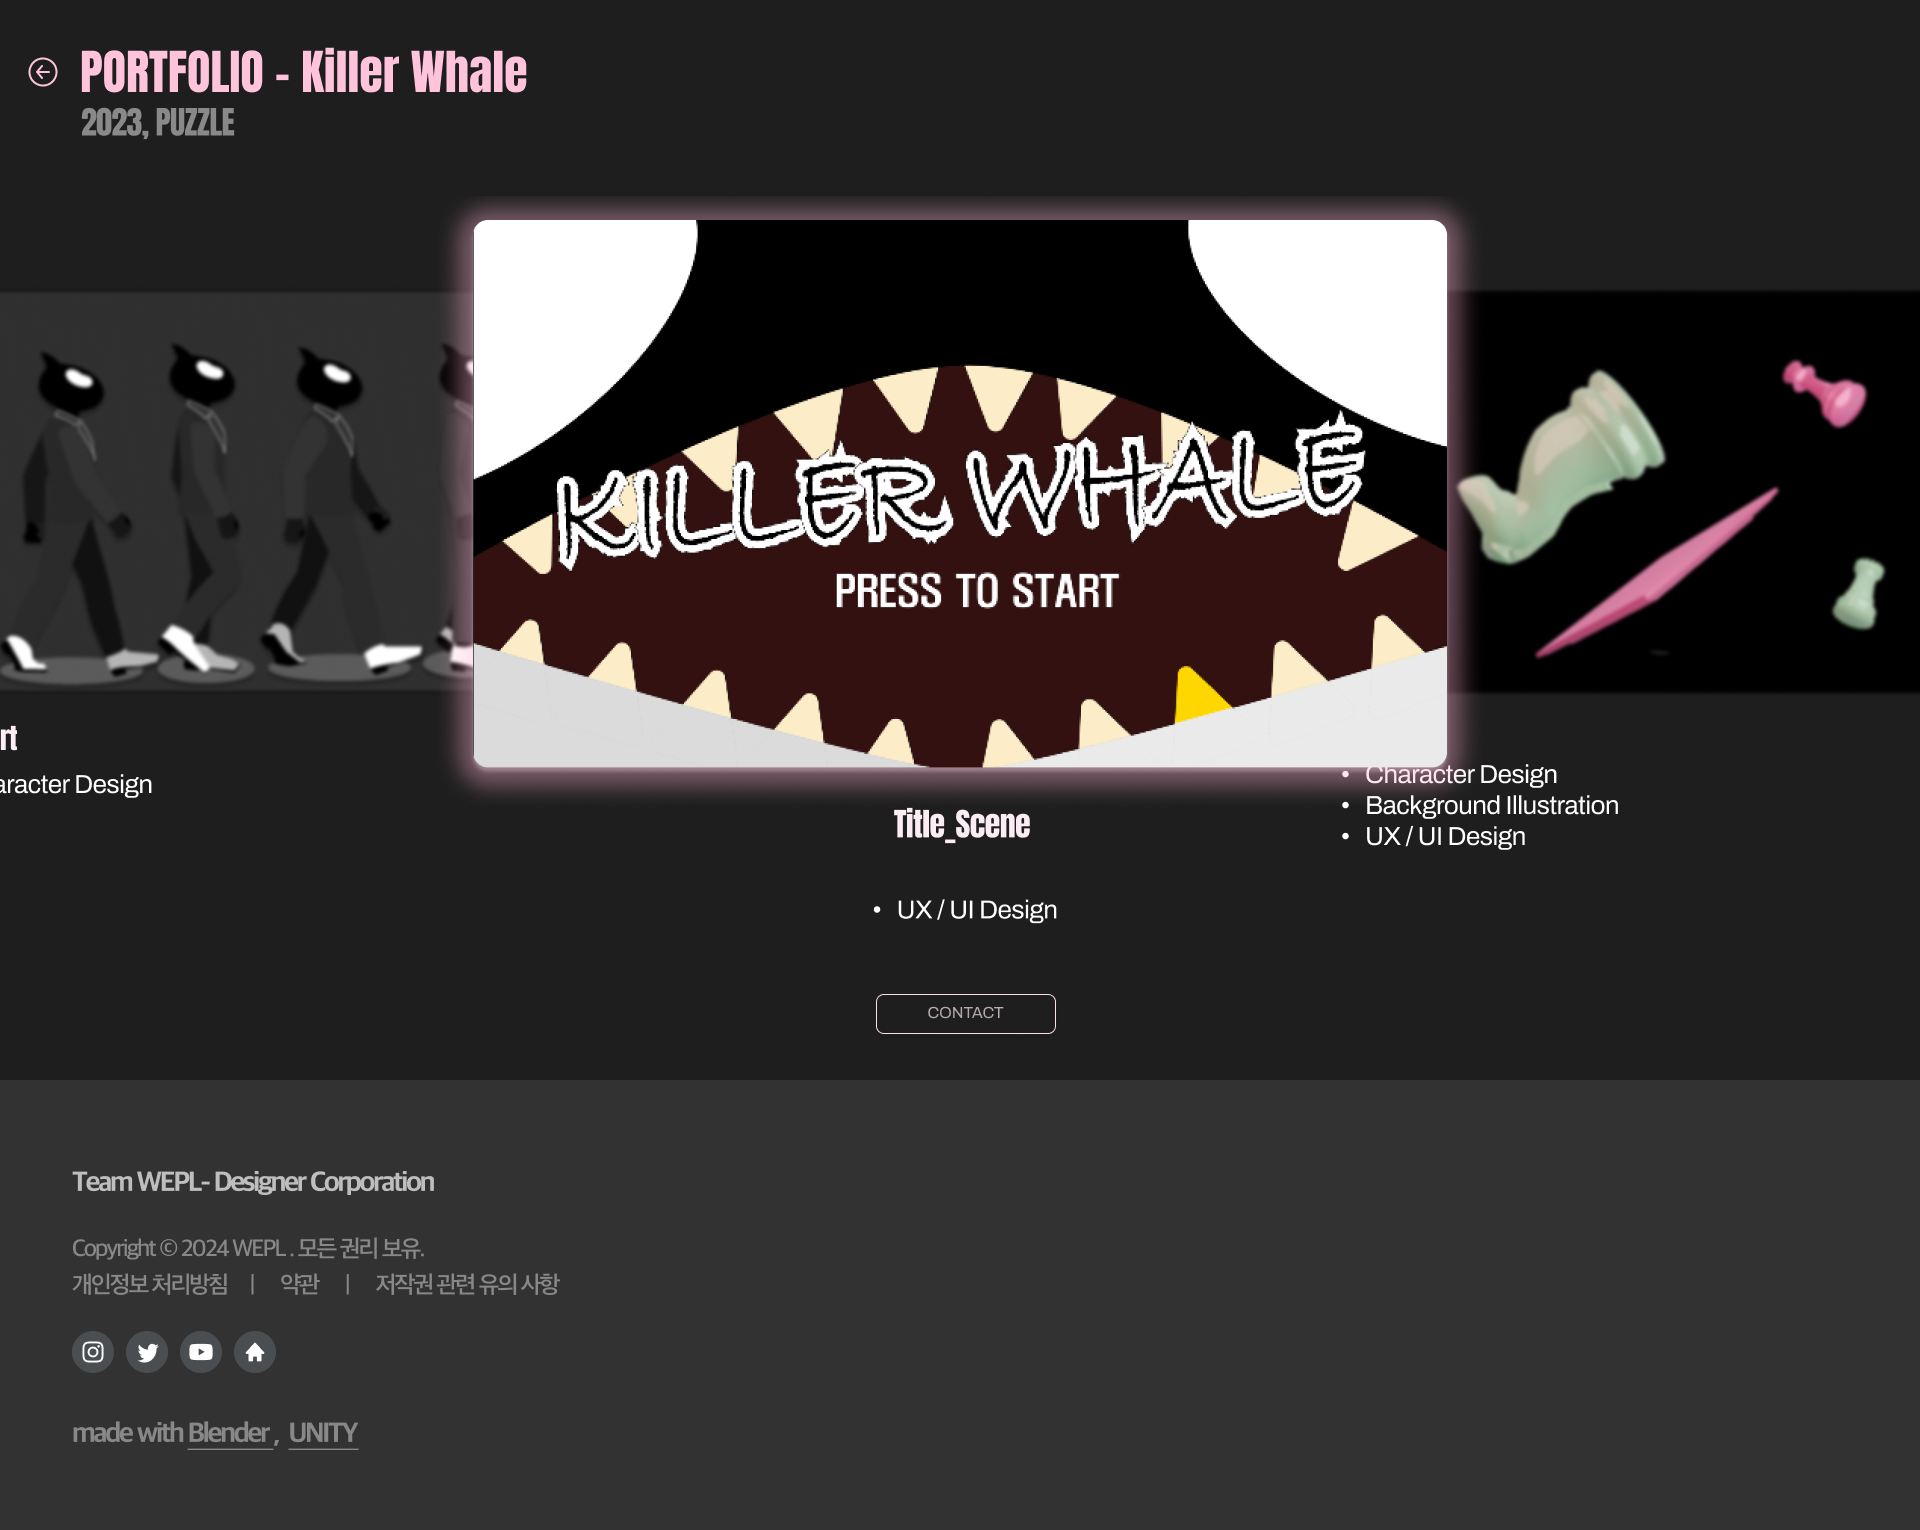 PORTFOLIO - Killer Whale
2023, PUZZLE
KILLER WHALE
PRESS TO START
rt
aracter Design
Title_Scene
• UX / UI Design
• Character Design
• Background Illustration
• UX / UI Design
CONTACT
Team WEPL- Designer Corporation
Copyright © 2024 WEPL . 모든 권리 보유.
개인정보 처리방침 | 약관 | 저작권 관련 유의 사항
made with Blender , UNITY